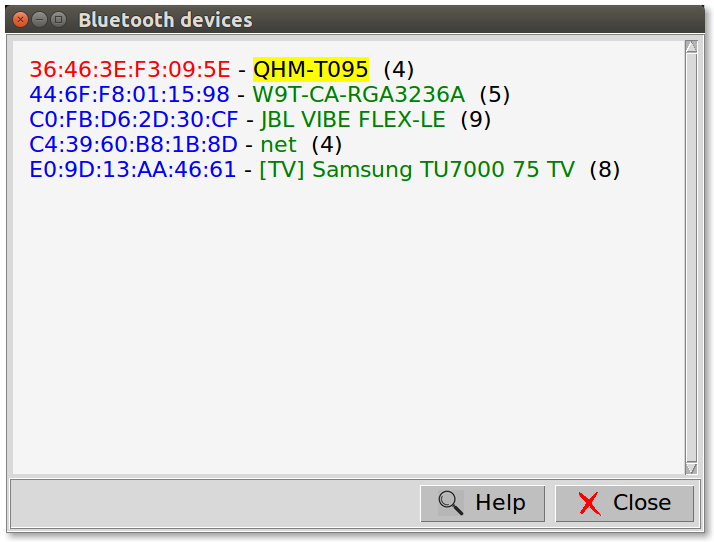 Bluetooth devices
36:46:3E:F3:09:5E - QHM-T095 (4)
44:6F:F8:01:15:98 - W9T-CA-RGA3236A (5)
C0:FB:D6:2D:30:CF - JBL VIBE FLEX-LE (9)
C4:39:60:B8:1B:8D - net (4)
E0:9D:13:AA:46:61 - [TV] Samsung TU7000 75 TV (8)
Help
Close